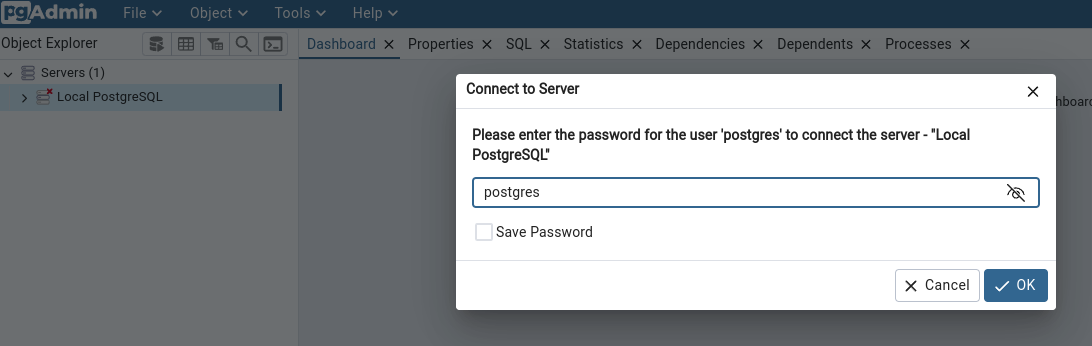 pgAdmin File Object Tools Help
Object Explorer Dashboard Properties SQL Statistics Dependencies Dependents Processes
Servers (1)
Local PostgreSQL
Connect to Server
Please enter the password for the user 'postgres' to connect the server - "Local
PostgreSQL"
postgres
Save Password
Cancel OK